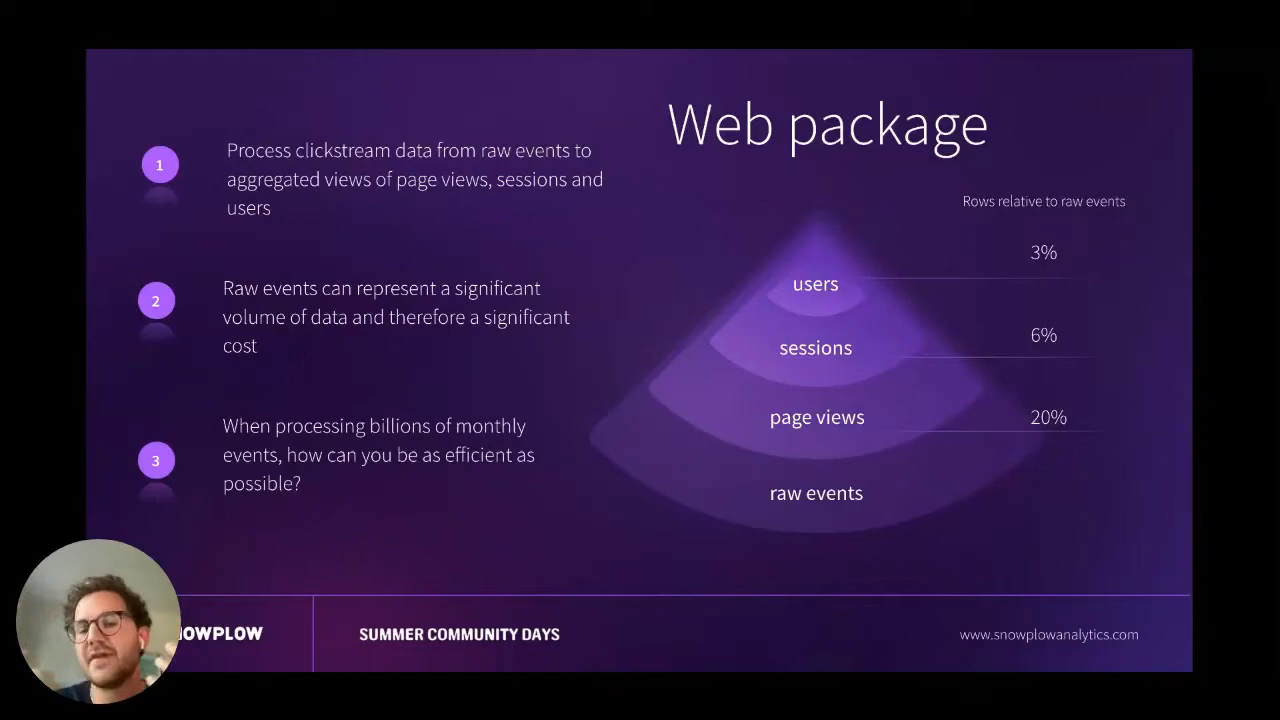 Web package
1
Process clickstream data from raw events to
aggregated views of page views, sessions and
users
2
Raw events can represent a significant
volume of data and therefore a significant
cost
3
When processing billions of monthly
events, how can you be as efficient as
possible?
Rows relative to raw events
users
3%
sessions
6%
page views
20%
raw events
NOWPLOW
SUMMER COMMUNITY DAYS
www.snowplowanalytics.com